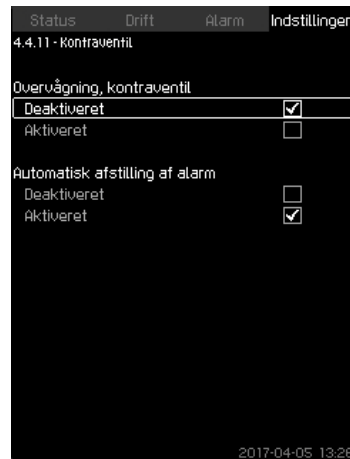 Status Drift Alarm Indstillinger
4.4.11 - Kontraventil
Overvågning, kontraventil
Deaktiveret
Aktiveret
Automatisk afstilling af alarm
Deaktiveret
Aktiveret
2017-04-05 13:26